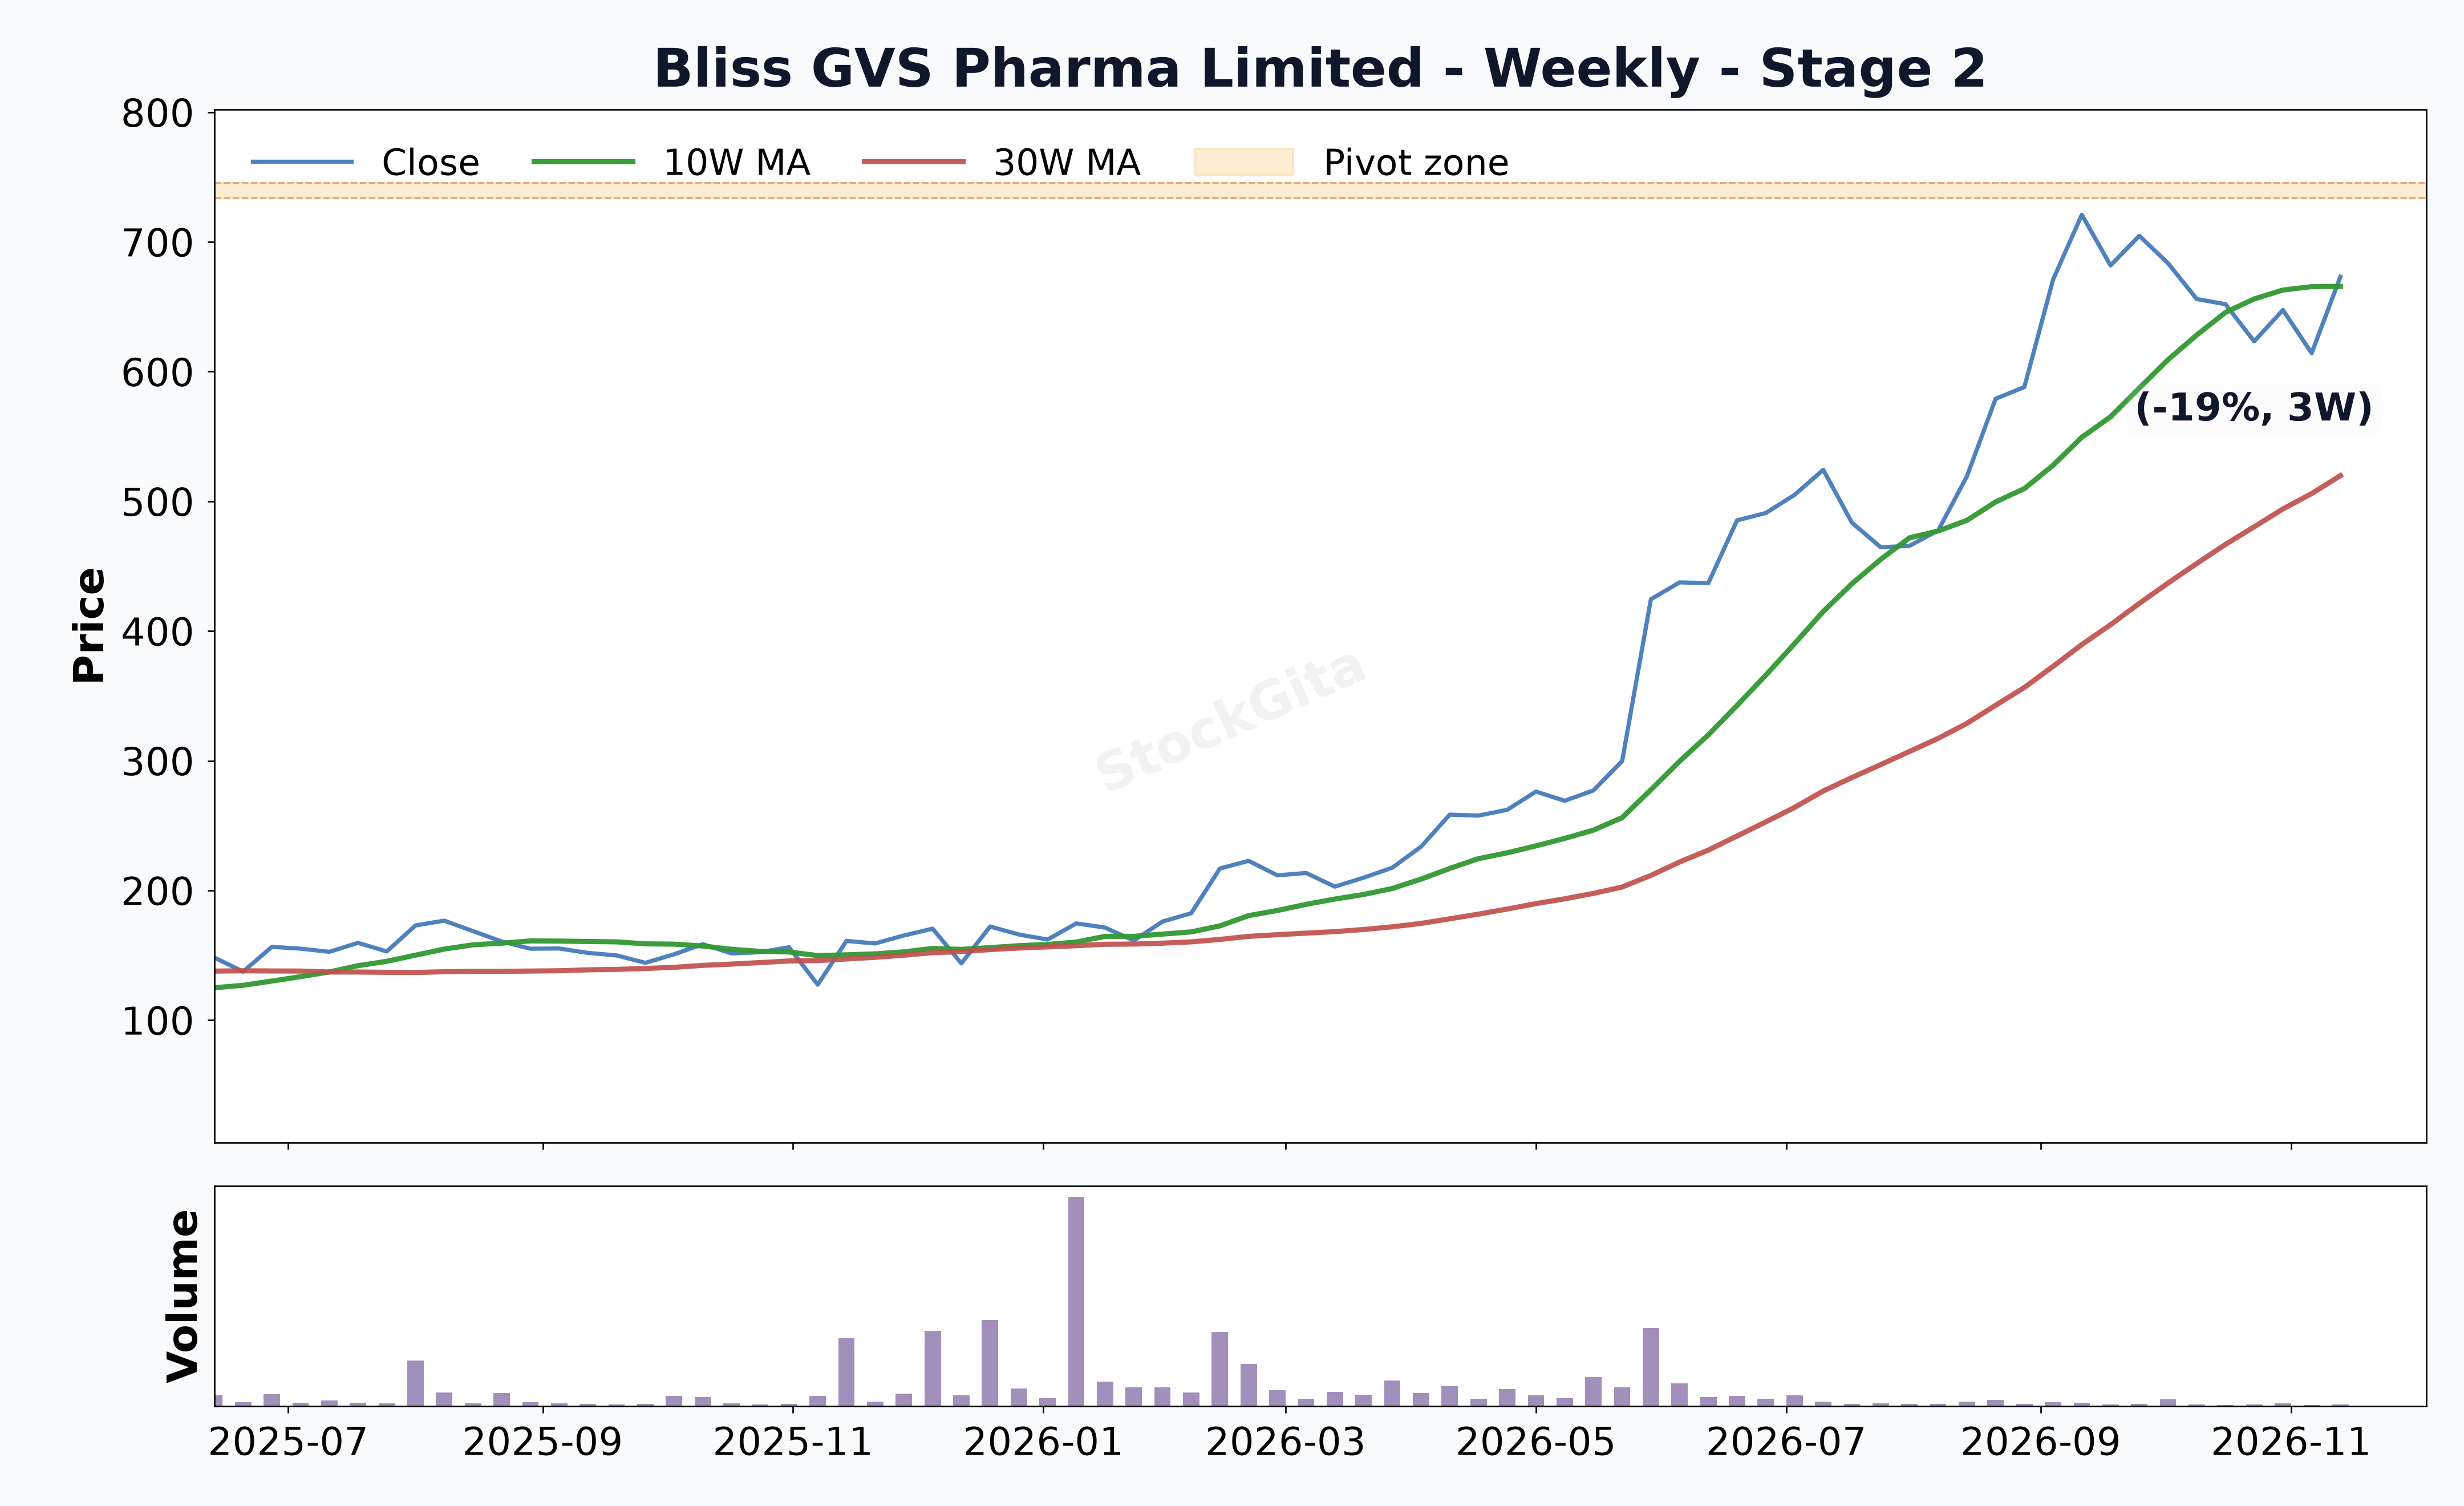 Bliss GVS Pharma Limited - Weekly - Stage 2
Close 10W MA 30W MA Pivot zone
Price
800
700
600
500
400
300
200
100
(-19%, 3W)
StockGita
Volume
2025-07 2025-09 2025-11 2026-01 2026-03 2026-05 2026-07 2026-09 2026-11